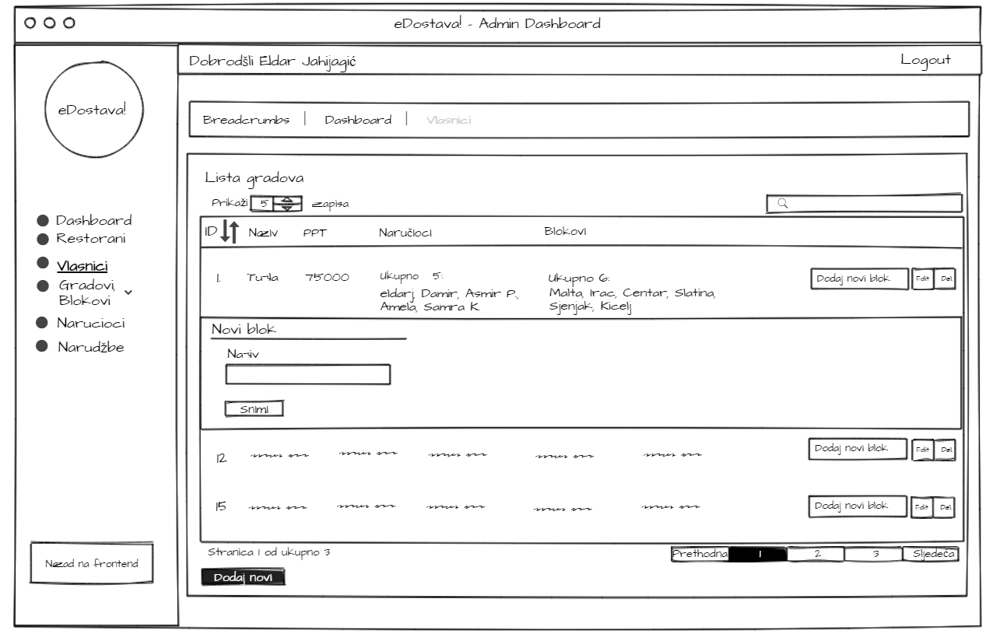 eDostava! - Admin Dashboard
Dobrodšli Eldar Jahijagić
Logout
eDostava!
Breadcrumbs | Dashboard | Vlasnici
Dashboard
Restorani
Vlasnici
Gradovi,
Blokovi
Narucioci
Narudžbe
Nazad na frontend
Lista gradova
Prikaži 5 zapisa
ID Naziv PPT Naručioci Blokovi
1. Tuzla 75000 Ukupno 5: Ukupno 6: Dodaj novi blok Edit Del
eldarj, Damir, Asmir P., Malta, Irac, Centar, Slatina,
Amela, Samra K. Sjenjak, Kicelj
Novi blok
Naziv
Snimi
12 Dodaj novi blok Edit Del
15 Dodaj novi blok Edit Del
Stranica 1 od ukupno 3
Prethodna 1 2 3 Sljedeća
Dodaj novi